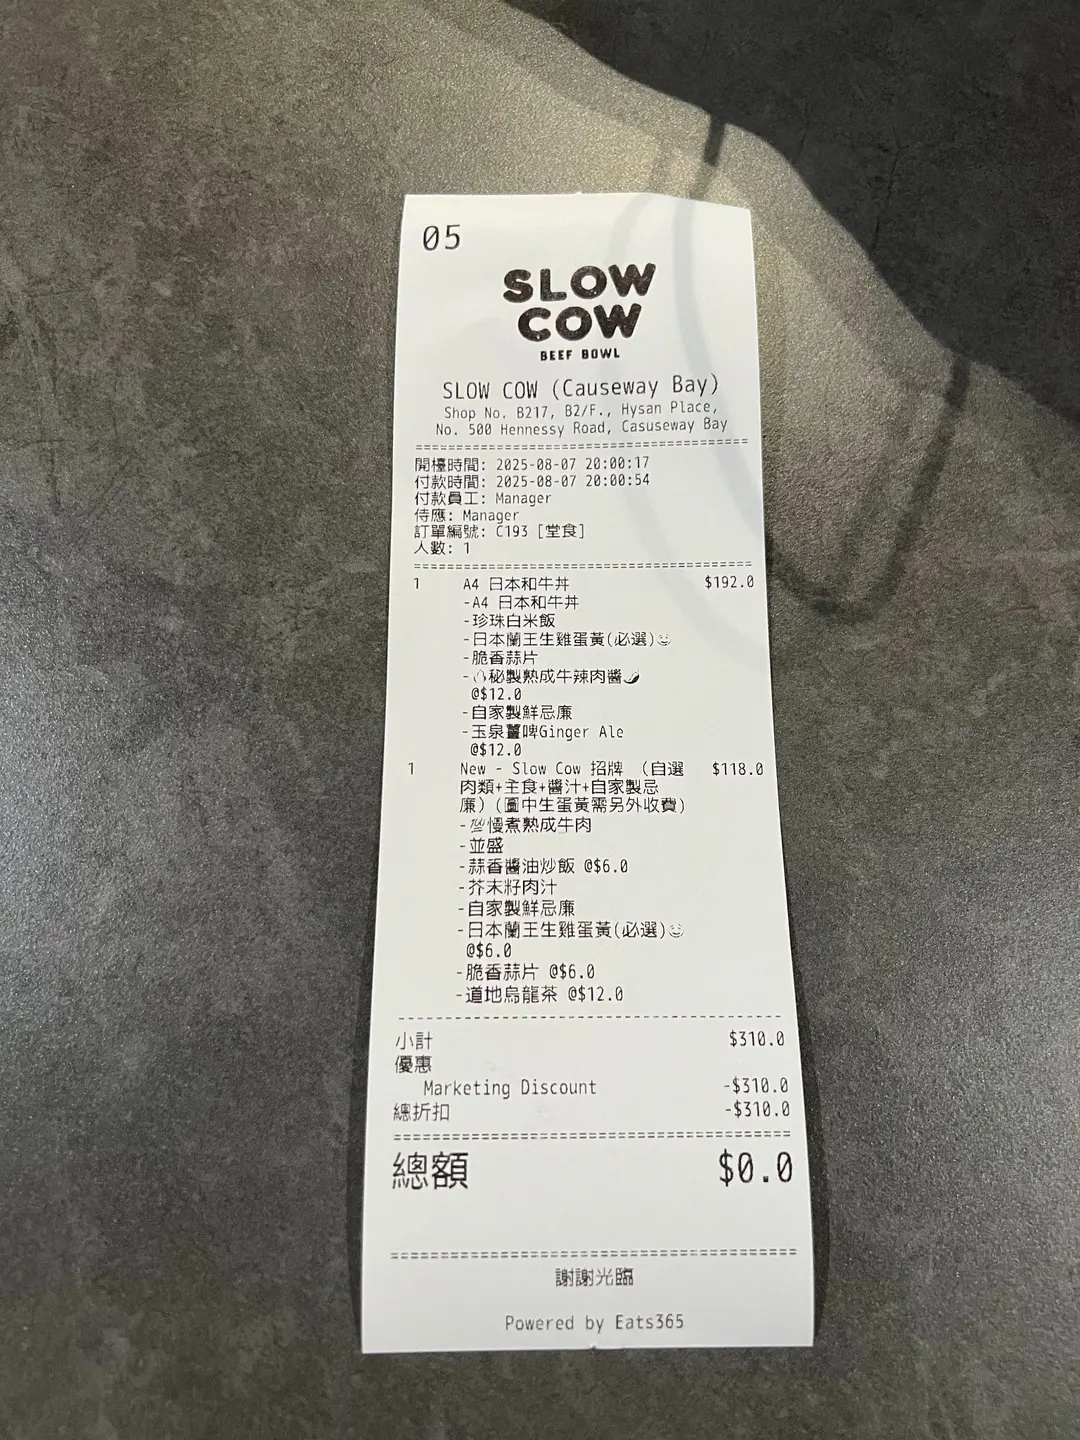 05
SLOW
COW
BEEF BOWL
SLOW COW (Causeway Bay)
Shop No. B217, B2/F., Hysan Place,
No. 500 Hennessy Road, Casuseway Bay
開檯時間: 2025-08-07 20:00:17
付款時間: 2025-08-07 20:00:54
付款員工: Manager
侍應: Manager
訂單編號: C193 [堂食]
人數: 1
1 A4 日本和牛丼 $192.0
-A4 日本和牛丼
-珍珠白米飯
-日本蘭王生雞蛋黃(必選)
-脆香蒜片
-秘製熟成牛辣肉醬
@$12.0
-自家製鮮忌廉
-玉泉薑啤Ginger Ale
@$12.0
1 New - Slow Cow 招牌 (自選 $118.0
肉類+主食+醬汁+自家製忌
廉) (圖中生蛋黃需另外收費)
-💯慢煮熟成牛肉
-並盛
-蒜香醬油炒飯 @$6.0
-芥末籽肉汁
-自家製鮮忌廉
-日本蘭王生雞蛋黃(必選)
@$6.0
-脆香蒜片 @$6.0
-道地烏龍茶 @$12.0
小計 $310.0
優惠
Marketing Discount -$310.0
總折扣 -$310.0
總額 $0.0
謝謝光臨
Powered by Eats365